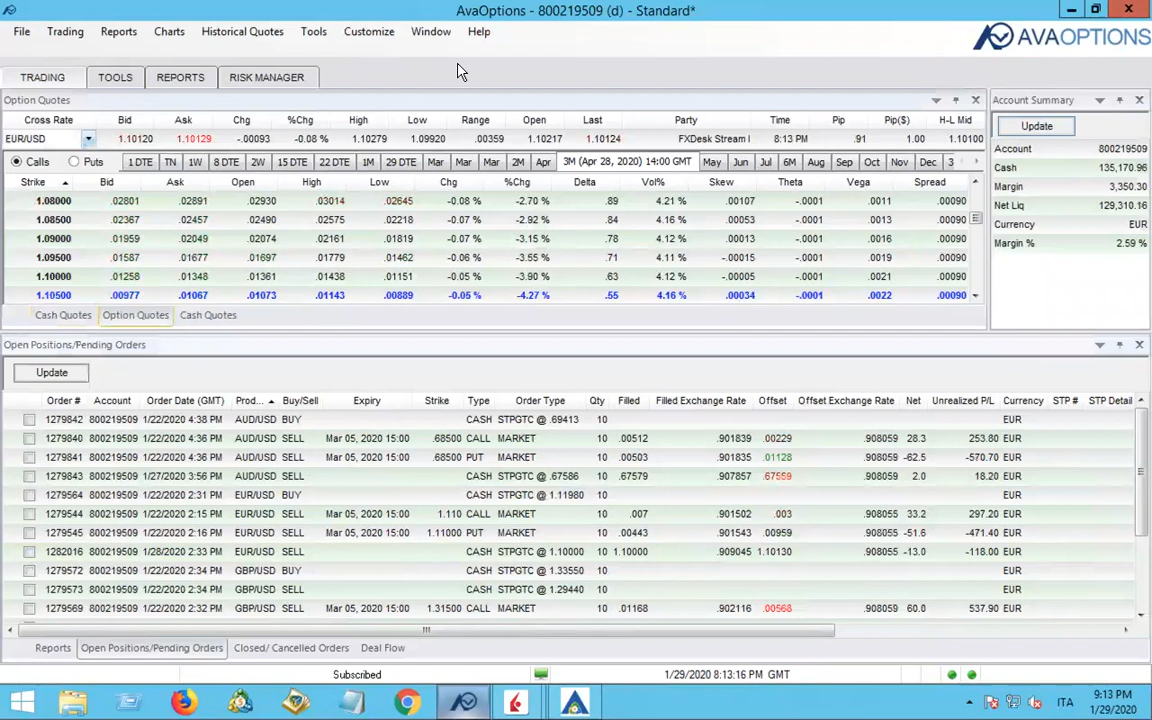 AvaOptions - 800219509 (d) - Standard*
File Trading Reports Charts Historical Quotes Tools Customize Window Help
AVAOPTIONS
TRADING TOOLS REPORTS RISK MANAGER
Option Quotes
Account Summary
Cross Rate Bid Ask Chg %Chg High Low Range Open Last Party Time Pip Pip($) H-L Mid
EUR/USD 1.10120 1.10129 -.00093 -0.08 % 1.10279 1.09920 .00359 1.10217 1.10124 FXDesk Stream I 8:13 PM .91 1.00 1.10100
Update
Calls Puts 1 DTE TN 1W 8 DTE 2W 15 DTE 22 DTE 1M 29 DTE Mar Mar Mar 2M Apr 3M (Apr 28, 2020) 14:00 GMT May Jun Jul 6M Aug Sep Oct Nov Dec 3
Account 800219509
Cash 135,170.96
Margin 3,350.30
Net Liq 129,310.16
Currency EUR
Margin % 2.59 %
Strike Bid Ask Open High Low Chg %Chg Delta Vol% Skew Theta Vega Spread
1.08000 .02801 .02891 .02930 .03014 .02645 -0.08 % -2.70 % .89 4.21 % .00107 -.0001 .0011 .00090
1.08500 .02367 .02457 .02490 .02575 .02218 -0.07 % -2.92 % .84 4.16 % .00053 -.0001 .0014 .00090
1.09000 .01959 .02049 .02074 .02161 .01819 -0.07 % -3.15 % .78 4.12 % .00013 -.0001 .0016 .00090
1.09500 .01587 .01677 .01697 .01779 .01462 -0.06 % -3.55 % .71 4.11 % -.00015 -.0001 .0019 .00090
1.10000 .01258 .01348 .01361 .01438 .01151 -0.05 % -3.90 % .63 4.12 % -.00005 -.0001 .0021 .00090
1.10500 .00977 .01067 .01073 .01143 .00889 -0.05 % -4.27 % .55 4.16 % .00034 -.0001 .0022 .00090
Cash Quotes Option Quotes Cash Quotes
Open Positions/Pending Orders
Update
Order # Account Order Date (GMT) Prod... Buy/Sell Expiry Strike Type Order Type Qty Filled Filled Exchange Rate Offset Offset Exchange Rate Net Unrealized P/L Currency STP # STP Detail
1279842 800219509 1/22/2020 4:38 PM AUD/USD BUY CASH STPGTC @ .69413 10 EUR
1279840 800219509 1/22/2020 4:36 PM AUD/USD SELL Mar 05, 2020 15:00 .68500 CALL MARKET 10 .00512 .901839 .00229 .908059 28.3 253.80 EUR
1279841 800219509 1/22/2020 4:36 PM AUD/USD SELL Mar 05, 2020 15:00 .68500 PUT MARKET 10 .00503 .901835 .01128 .908059 -62.5 -570.70 EUR
1279843 800219509 1/27/2020 3:56 PM AUD/USD SELL CASH STPGTC @ .67586 10 .67579 .907857 .67559 .908059 2.0 18.20 EUR
1279564 800219509 1/22/2020 2:31 PM EUR/USD BUY CASH STPGTC @ 1.11980 10 EUR
1279544 800219509 1/22/2020 2:15 PM EUR/USD SELL Mar 05, 2020 15:00 1.110 CALL MARKET 10 .007 .901502 .003 .908055 33.2 297.20 EUR
1279545 800219509 1/22/2020 2:16 PM EUR/USD SELL Mar 05, 2020 15:00 1.11000 PUT MARKET 10 .00443 .901543 .00959 .908055 -51.6 -471.40 EUR
1282016 800219509 1/28/2020 2:33 PM EUR/USD SELL CASH STPGTC @ 1.10000 10 1.10000 .909045 1.10130 .908055 -13.0 -118.00 EUR
1279572 800219509 1/22/2020 2:34 PM GBP/USD BUY CASH STPGTC @ 1.33550 10 EUR
1279573 800219509 1/22/2020 2:34 PM GBP/USD SELL CASH STPGTC @ 1.29440 10 EUR
1279569 800219509 1/22/2020 2:32 PM GBP/USD SELL Mar 05, 2020 15:00 1.31500 CALL MARKET 10 .01168 .902116 .00568 .908059 60.0 537.90 EUR
Reports Open Positions/Pending Orders Closed/ Cancelled Orders Deal Flow
Subscribed 1/29/2020 8:13:16 PM GMT
ITA 9:13 PM
1/29/2020